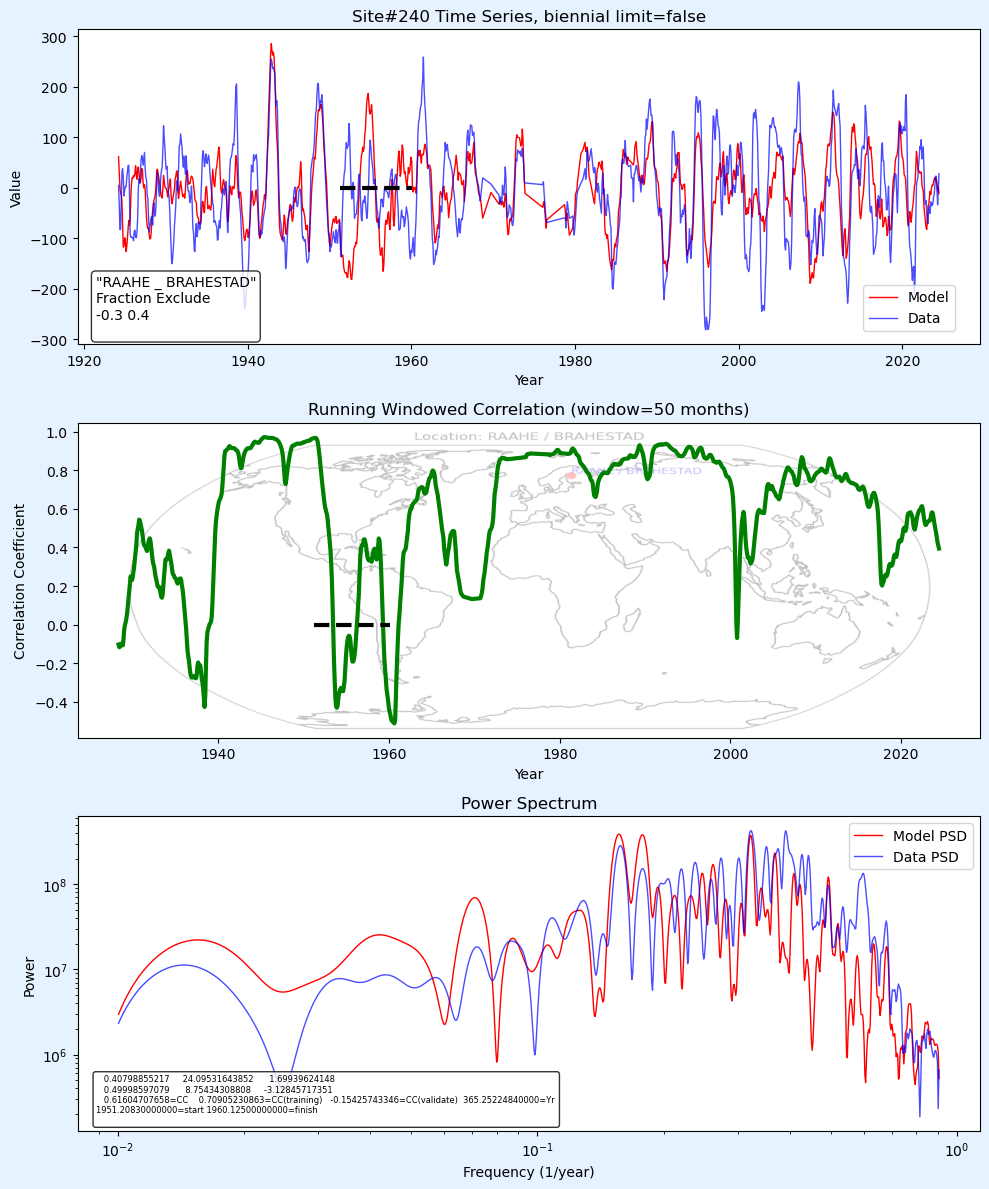 Site#240 Time Series, biennial limit=false
Value
300
200
100
0
−100
−200
−300
"RAAHE _ BRAHESTAD"
Fraction Exclude
-0.3 0.4
Model
Data
1920
1940
1960
1980
2000
2020
Year
Running Windowed Correlation (window=50 months)
Correlation Coefficient
1.0
0.8
0.6
0.4
0.2
0.0
−0.2
−0.4
Location: RAAHE / BRAHESTAD
RAAHE / BRAHESTAD
1940
1960
1980
2000
2020
Year
Power Spectrum
Power
10^8
10^7
10^6
Model PSD
Data PSD
0.40798855217 24.09531643852 1.69939624148
0.49998597079 8.75434308808 -3.12845717351
0.61604707658=CC 0.70905230863=CC(training) -0.15425743346=CC(validate) 365.25224840000=Yr
1951.20830000000=start 1960.12500000000=finish
10^−2
10^−1
10^0
Frequency (1/year)